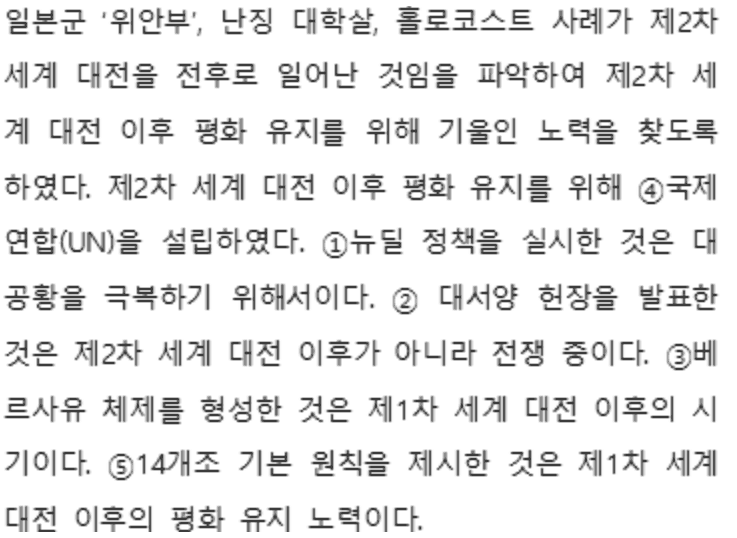 일본군 ‘위안부’, 난징 대학살, 홀로코스트 사례가 제2차
세계 대전을 전후로 일어난 것임을 파악하여 제2차 세
계 대전 이후 평화 유지를 위해 기울인 노력을 찾도록
하였다. 제2차 세계 대전 이후 평화 유지를 위해 ④국제
연합(UN)을 설립하였다. ①뉴딜 정책을 실시한 것은 대
공황을 극복하기 위해서이다. ② 대서양 헌장을 발표한
것은 제2차 세계 대전 이후가 아니라 전쟁 중이다. ③베
르사유 체제를 형성한 것은 제1차 세계 대전 이후의 시
기이다. ⑤14개조 기본 원칙을 제시한 것은 제1차 세계
대전 이후의 평화 유지 노력이다.